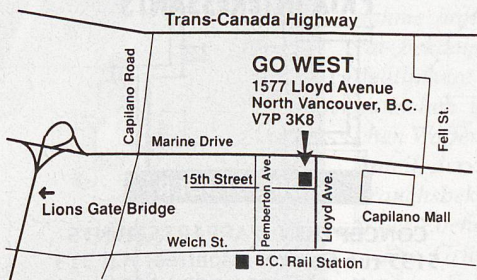 Trans-Canada Highway
Capilano Road
GO WEST
1577 Lloyd Avenue
North Vancouver, B.C.
V7P 3K8
Fell St.
Marine Drive
15th Street
Pemberton Ave.
Lloyd Ave.
Capilano Mall
Lions Gate Bridge
Welch St.
B.C. Rail Station